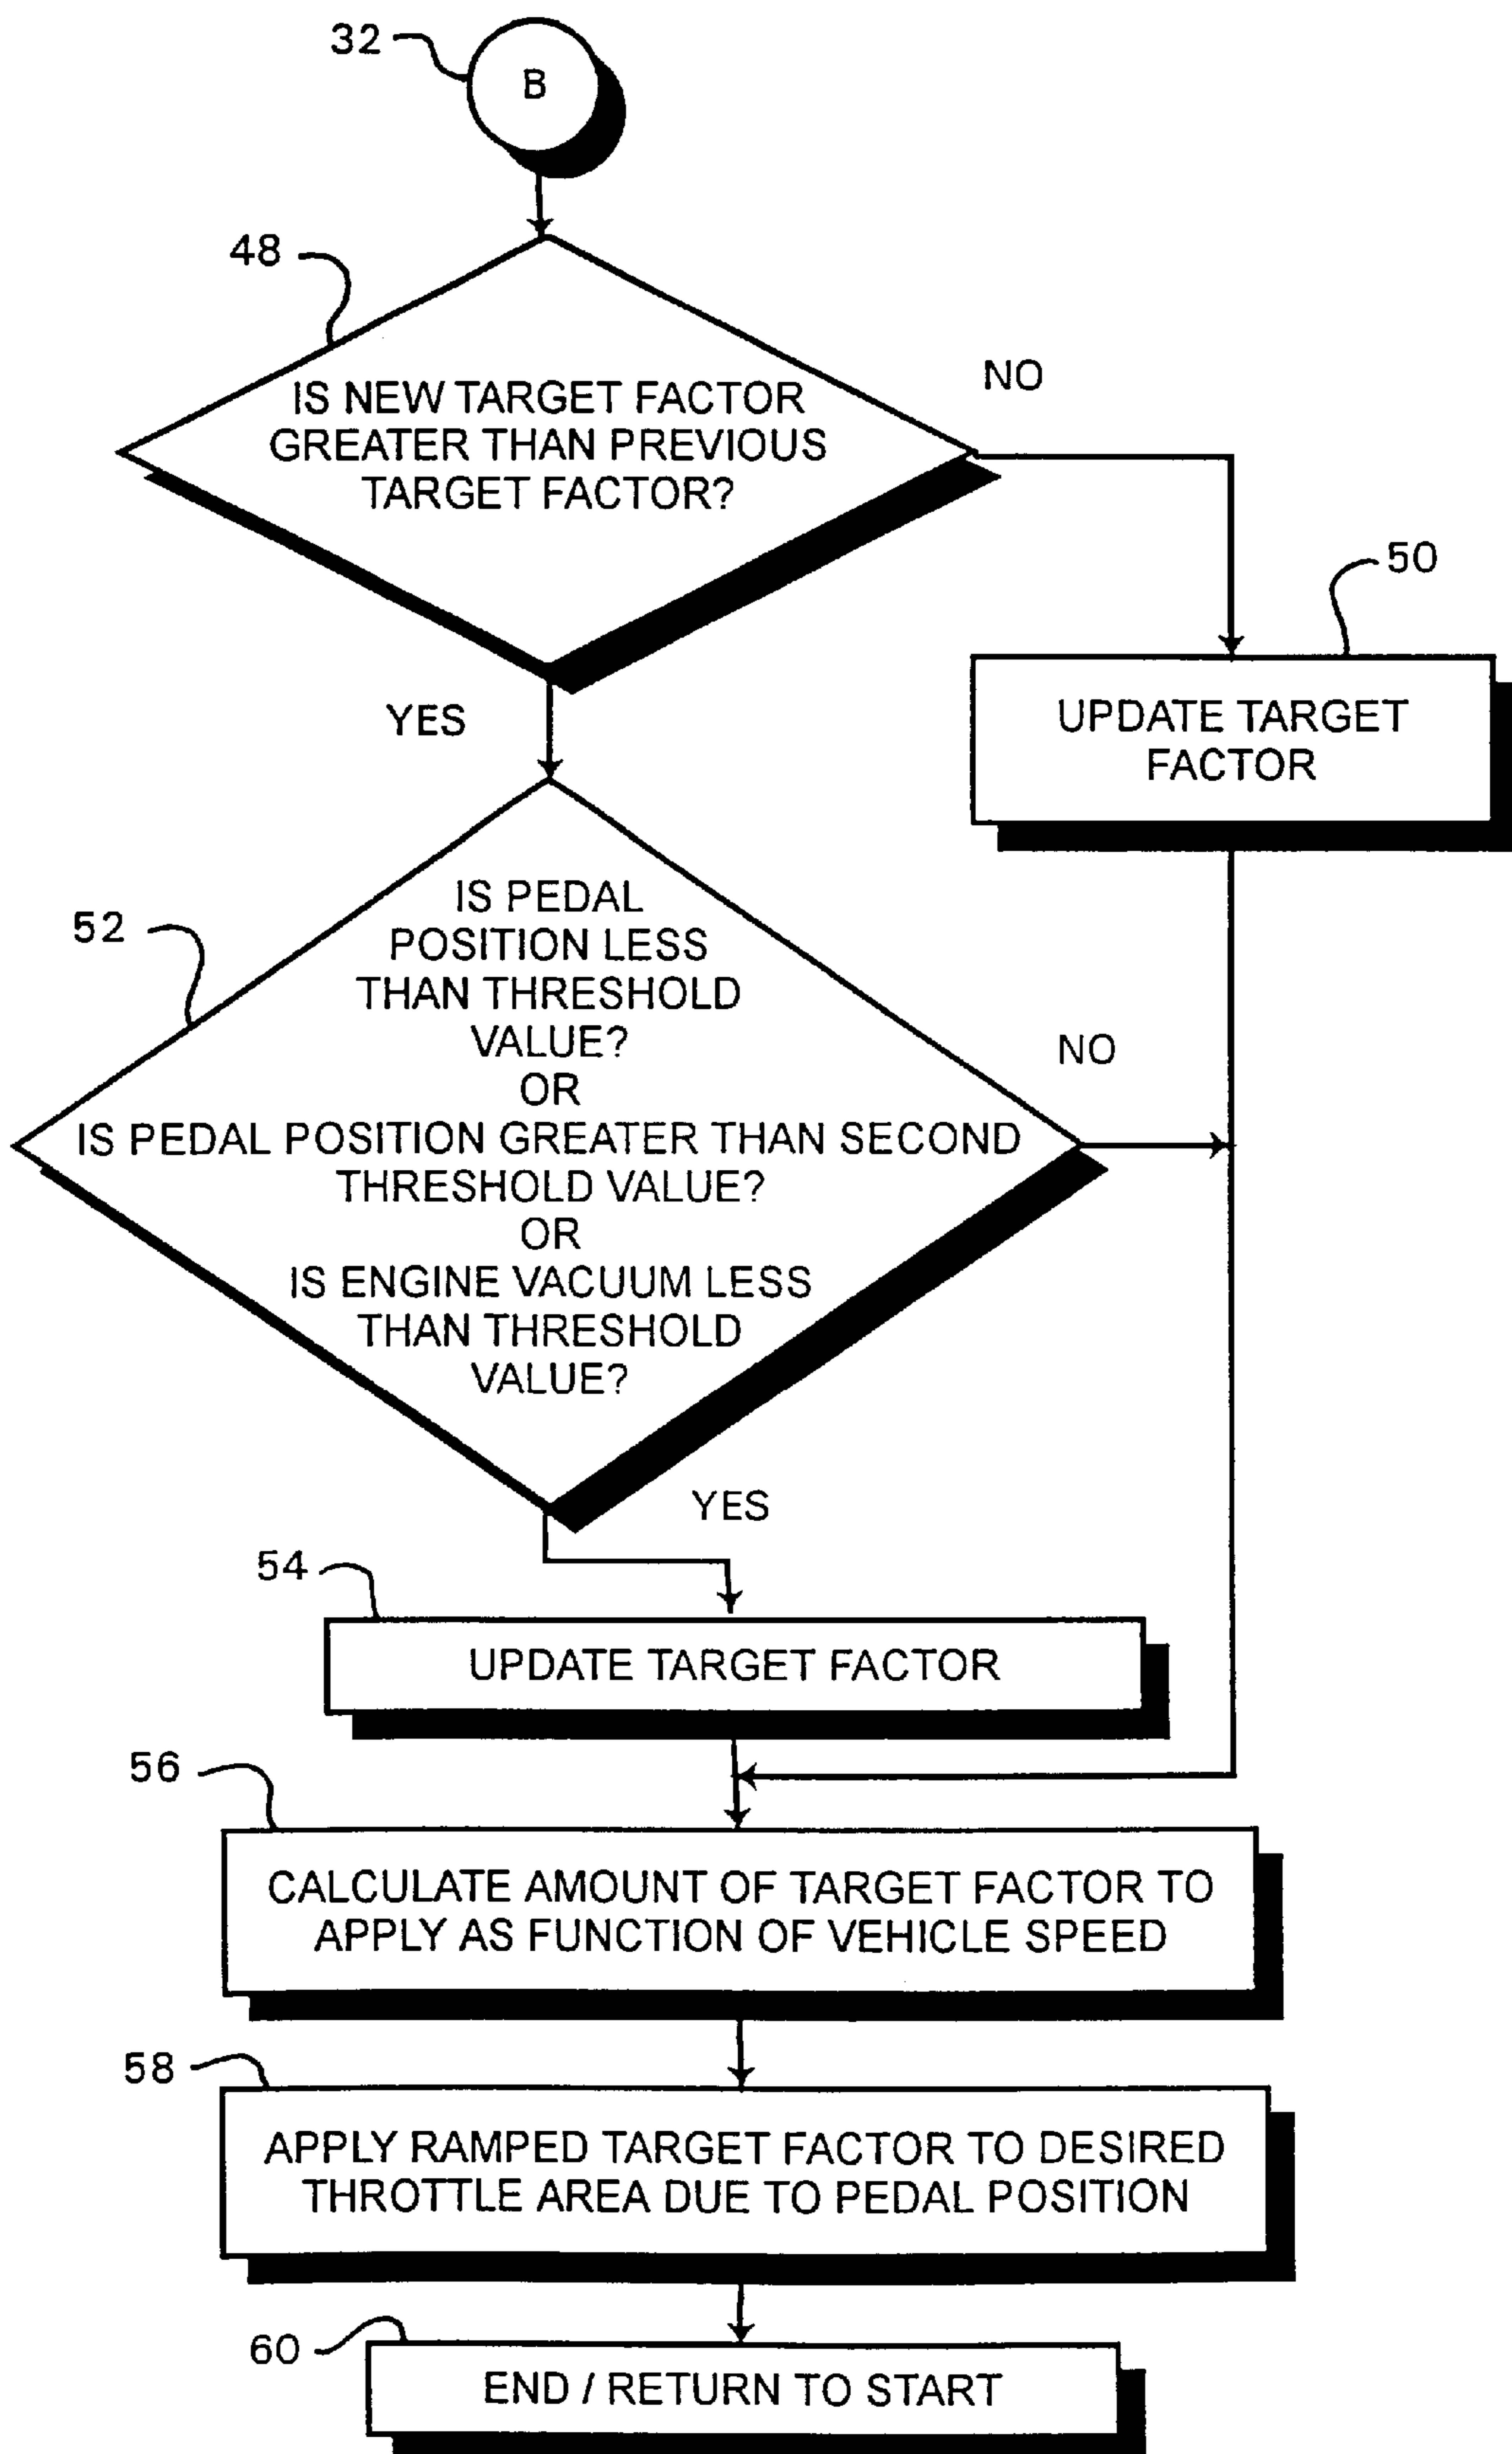 32
B
48
IS NEW TARGET FACTOR
GREATER THAN PREVIOUS
TARGET FACTOR?
NO
50
UPDATE TARGET
FACTOR
YES
52
IS PEDAL
POSITION LESS
THAN THRESHOLD
VALUE?
OR
IS PEDAL POSITION GREATER THAN SECOND
THRESHOLD VALUE?
OR
IS ENGINE VACUUM LESS
THAN THRESHOLD
VALUE?
NO
YES
54
UPDATE TARGET FACTOR
56
CALCULATE AMOUNT OF TARGET FACTOR TO
APPLY AS FUNCTION OF VEHICLE SPEED
58
APPLY RAMPED TARGET FACTOR TO DESIRED
THROTTLE AREA DUE TO PEDAL POSITION
60
END / RETURN TO START